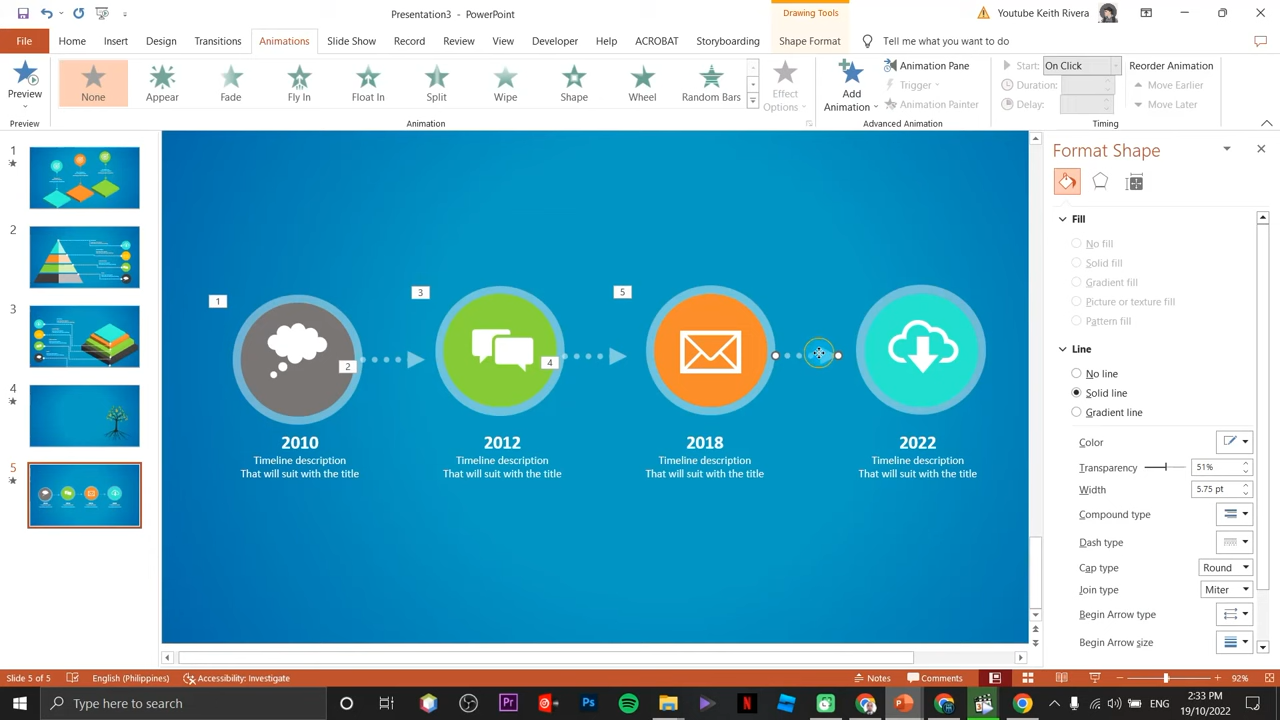 Presentation3 - PowerPoint
Drawing Tools
Youtube Keith Rivera
File Home Insert Design Transitions Animations Slide Show Record Review View Developer Help ACROBAT Storyboarding Shape Format Tell me what you want to do
Preview
Preview
None Appear Fade Fly In Float In Split Wipe Shape Wheel Random Bars
Animation
Effect
Options
Add
Animation
Animation Pane
Trigger
Animation Painter
Advanced Animation
Start: On Click
Duration:
Delay:
Reorder Animation
Move Earlier
Move Later
Timing
1
2
3
4
5
1
2
3
4
5
2010
Timeline description
That will suit with the title
2012
Timeline description
That will suit with the title
2018
Timeline description
That will suit with the title
2022
Timeline description
That will suit with the title
Format Shape
Fill
No fill
Solid fill
Gradient fill
Picture or texture fill
Pattern fill
Line
No line
Solid line
Gradient line
Color
Transparency 51%
Width 5.75 pt
Compound type
Dash type
Cap type Round
Join type Miter
Begin Arrow type
Begin Arrow size
Slide 5 of 5 English (Philippines) Accessibility: Investigate Notes Comments 92%
Type here to search
ENG
2:33 PM
19/10/2022